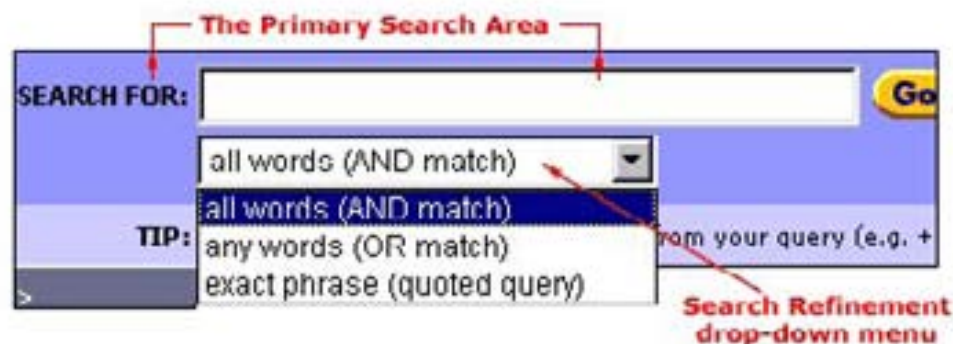 The Primary Search Area
SEARCH FOR: Go
all words (AND match)
all words (AND match)
TIP: any words (OR match) from your query (e.g. +
exact phrase (quoted query)
>
Search Refinement
drop-down menu